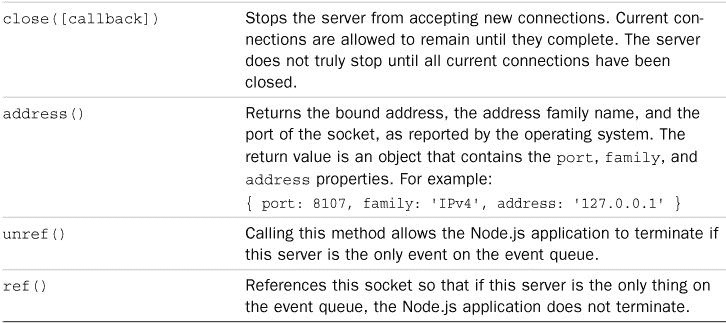 close([callback]) Stops the server from accepting new connections. Current con-
nections are allowed to remain until they complete. The server
does not truly stop until all current connections have been
closed.
address() Returns the bound address, the address family name, and the
port of the socket, as reported by the operating system. The
return value is an object that contains the port, family, and
address properties. For example:
{ port: 8107, family: 'IPv4', address: '127.0.0.1' }
unref() Calling this method allows the Node.js application to terminate if
this server is the only event on the event queue.
ref() References this socket so that if this server is the only thing on
the event queue, the Node.js application does not terminate.